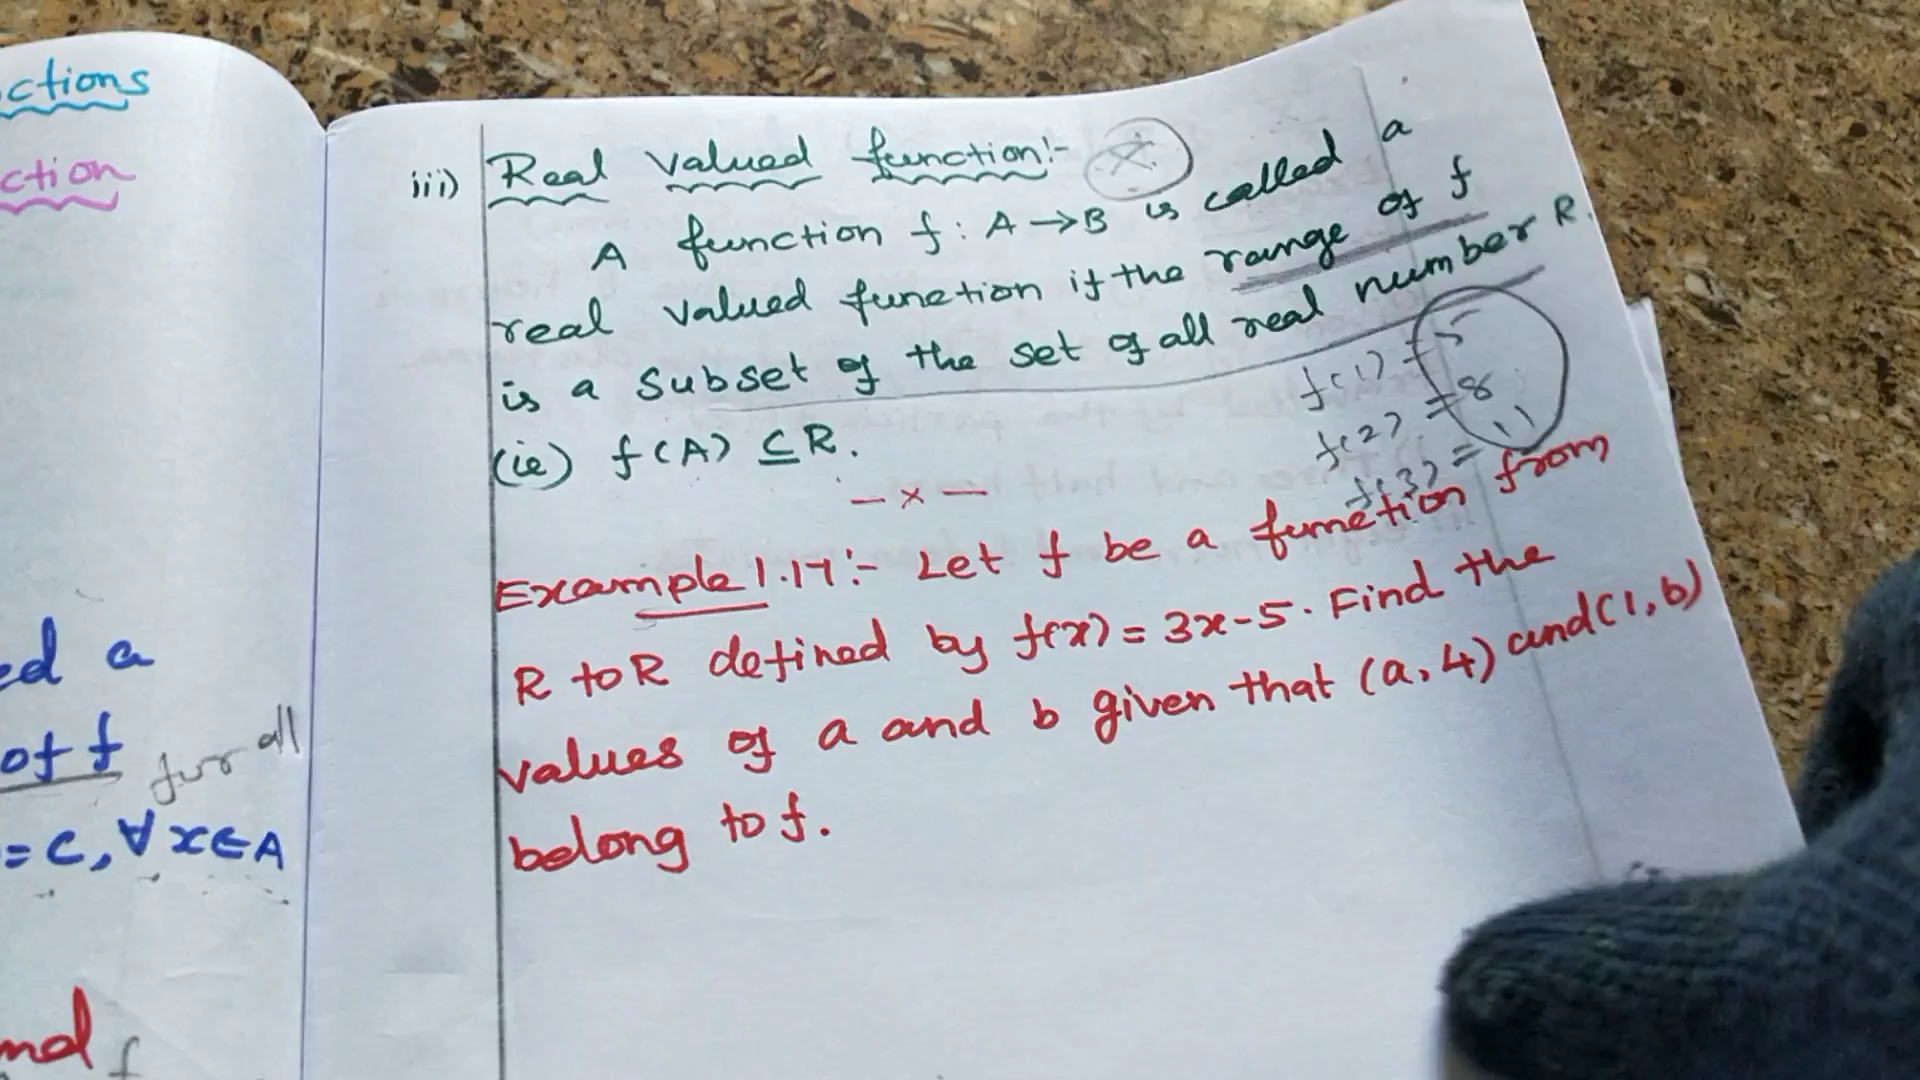 ctions
ction
ed a
of f
for all
= c, ∀ x ∈ A
nd f
iii) Real valued function:-
A function f: A → B is called a
real valued function if the range of f
is a subset of the set of all real number R.
(ie) f(A) ⊆ R.
f(1) = 5
f(2) = 8
f(3) = 11
— x —
Example 1.17:- Let f be a function from
R to R defined by f(x) = 3x-5. Find the
values of a and b given that (a, 4) and (1, b)
belong to f.